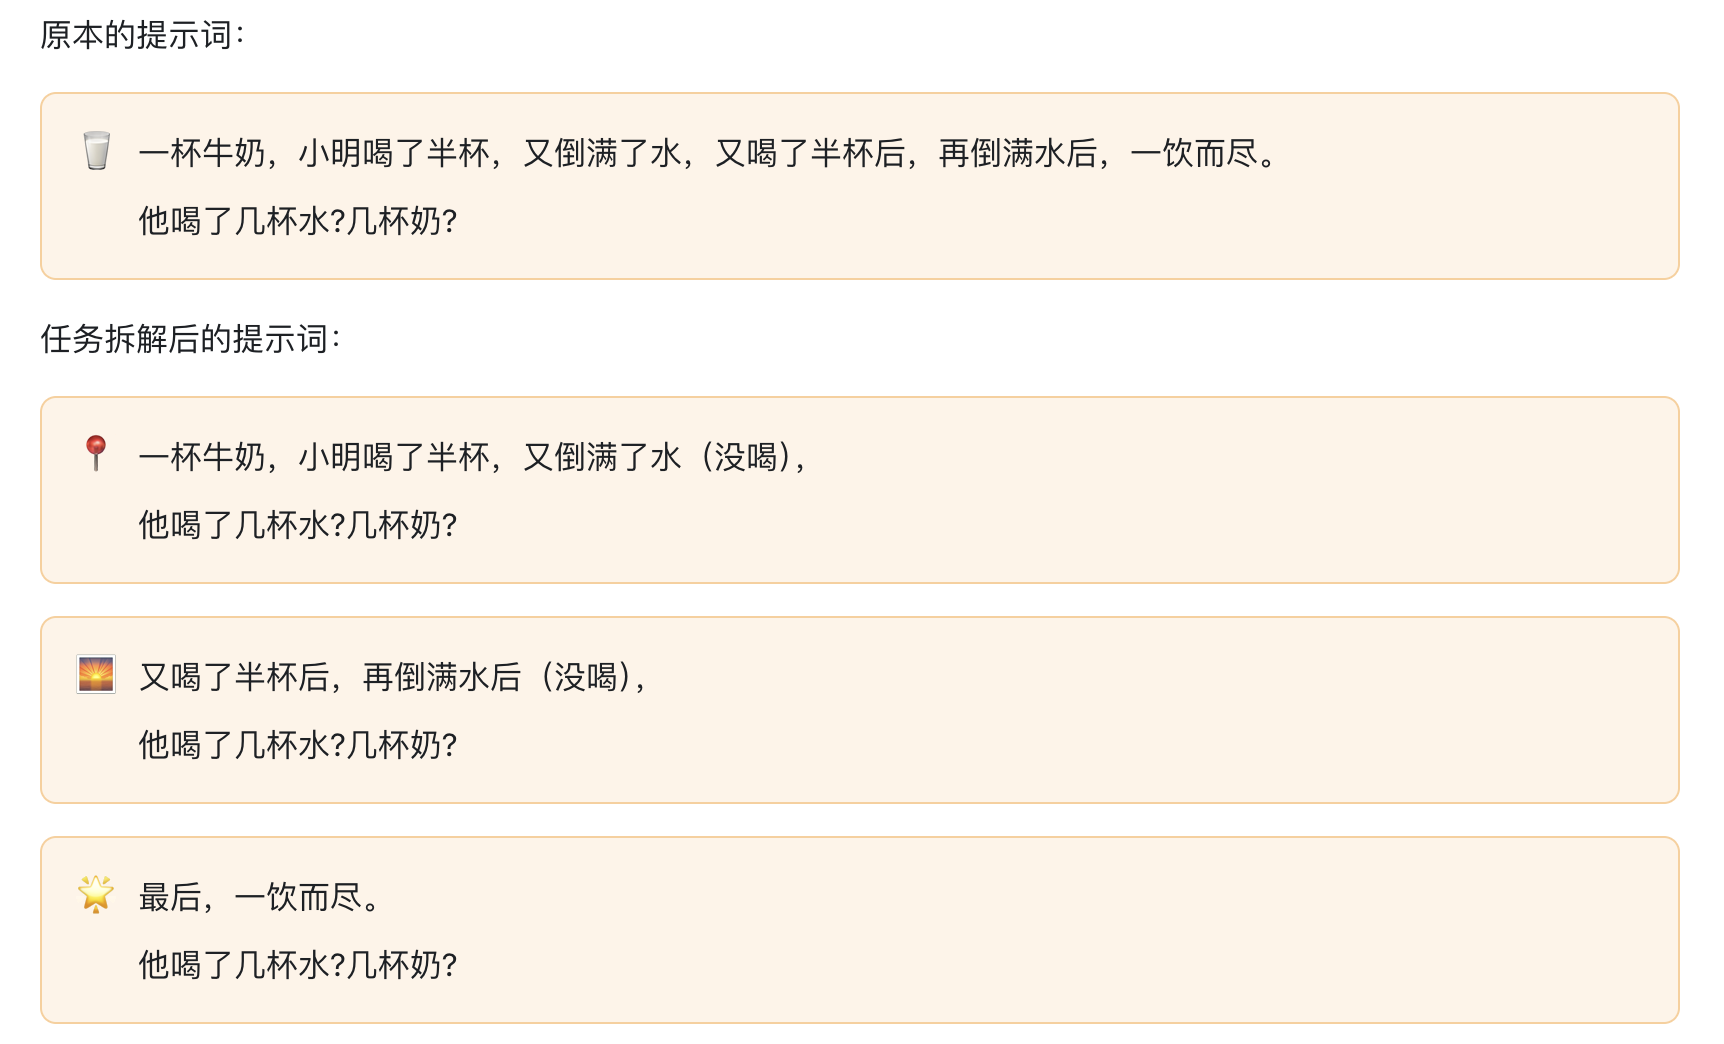 原本的提示词：
一杯牛奶，小明喝了半杯，又倒满了水，又喝了半杯后，再倒满水后，一饮而尽。
他喝了几杯水?几杯奶?
任务拆解后的提示词：
一杯牛奶，小明喝了半杯，又倒满了水（没喝），
他喝了几杯水?几杯奶?
又喝了半杯后，再倒满水后（没喝），
他喝了几杯水?几杯奶?
最后，一饮而尽。
他喝了几杯水?几杯奶?